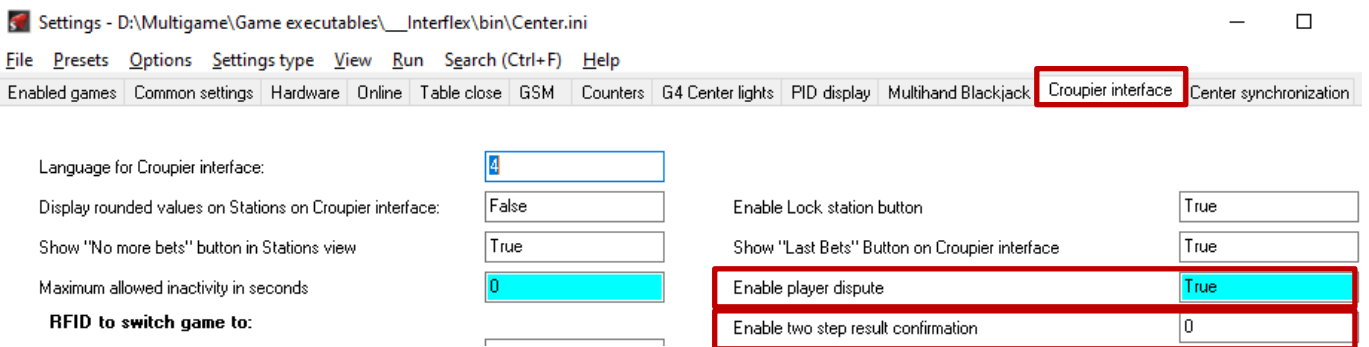 Settings - D:\Multigame\Game executables\__Interflex\bin\Center.ini
File Presets Options Settings type View Run Search (Ctrl+F) Help
Enabled games Common settings Hardware Online Table close GSM Counters G4 Center lights PID display Multihand Blackjack Croupier interface Center synchronization
Language for Croupier interface: 4
Display rounded values on Stations on Croupier interface: False Enable Lock station button True
Show "No more bets" button in Stations view True Show "Last Bets" Button on Croupier interface True
Maximum allowed inactivity in seconds 0 Enable player dispute True
RFID to switch game to: Enable two step result confirmation 0